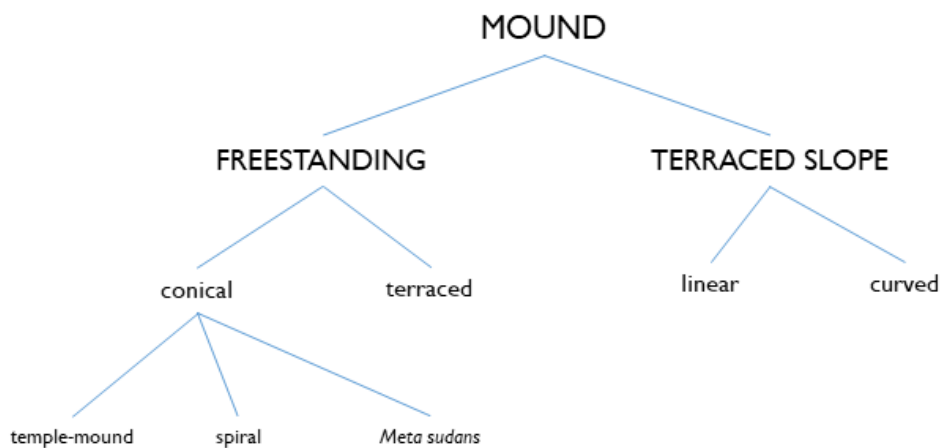 MOUND
FREESTANDING
TERRACED SLOPE
conical
terraced
linear
curved
temple-mound
spiral
Meta sudans